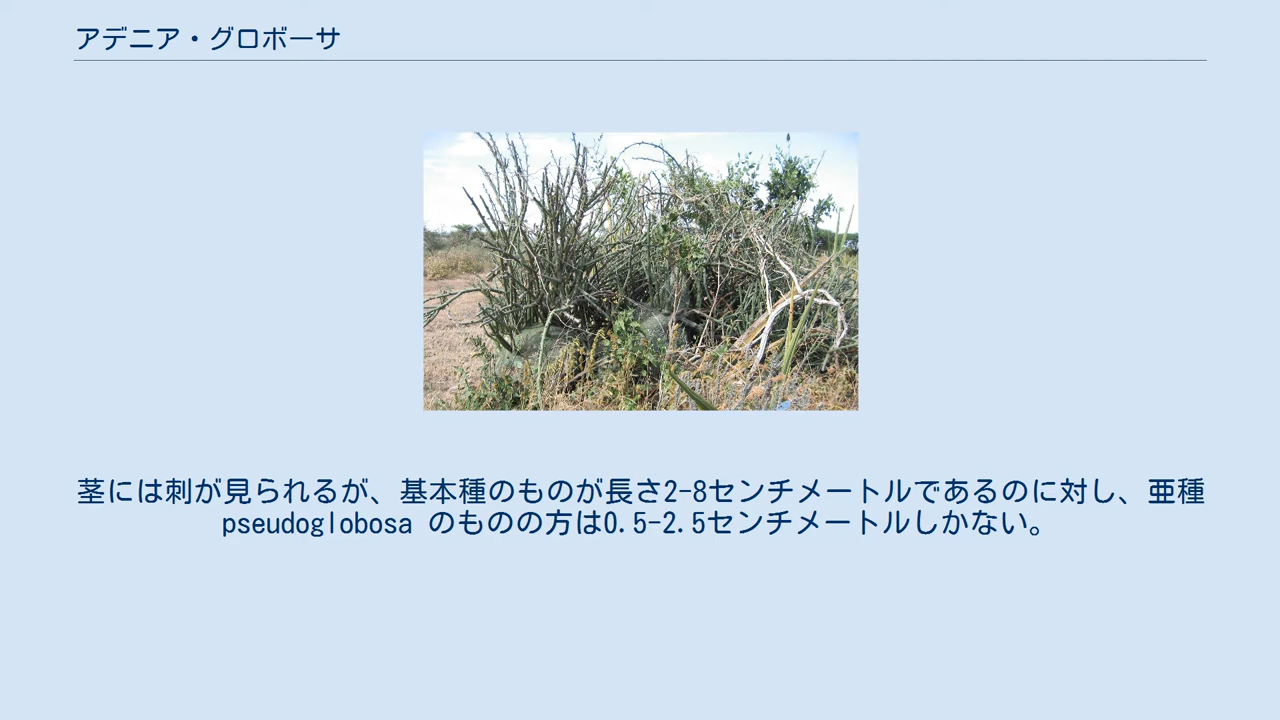 アデニア・グロボーサ
茎には刺が見られるが、基本種のものが長さ2-8センチメートルであるのに対し、亜種
pseudoglobosa のものの方は0.5-2.5センチメートルしかない。